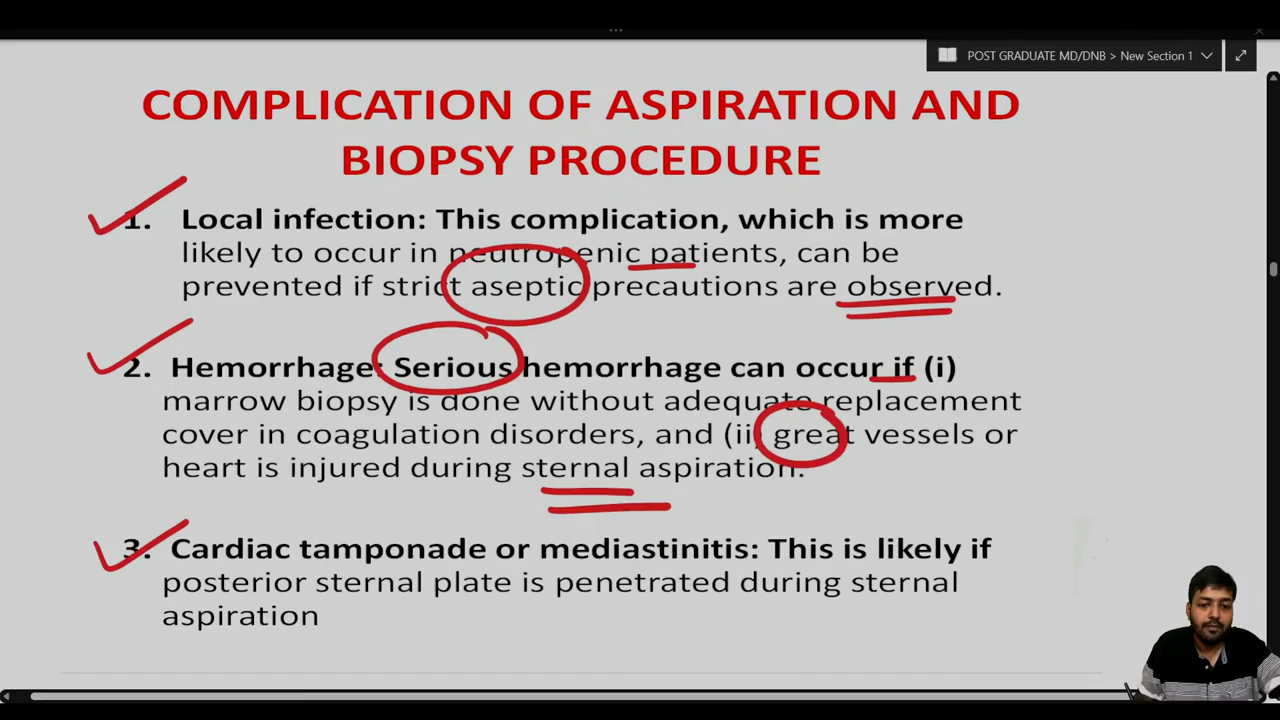 POST GRADUATE MD/DNB > New Section 1
COMPLICATION OF ASPIRATION AND
BIOPSY PROCEDURE
1. Local infection: This complication, which is more
likely to occur in neutropenic patients, can be
prevented if strict aseptic precautions are observed.
2. Hemorrhage: Serious hemorrhage can occur if (i)
marrow biopsy is done without adequate replacement
cover in coagulation disorders, and (ii) great vessels or
heart is injured during sternal aspiration.
3. Cardiac tamponade or mediastinitis: This is likely if
posterior sternal plate is penetrated during sternal
aspiration